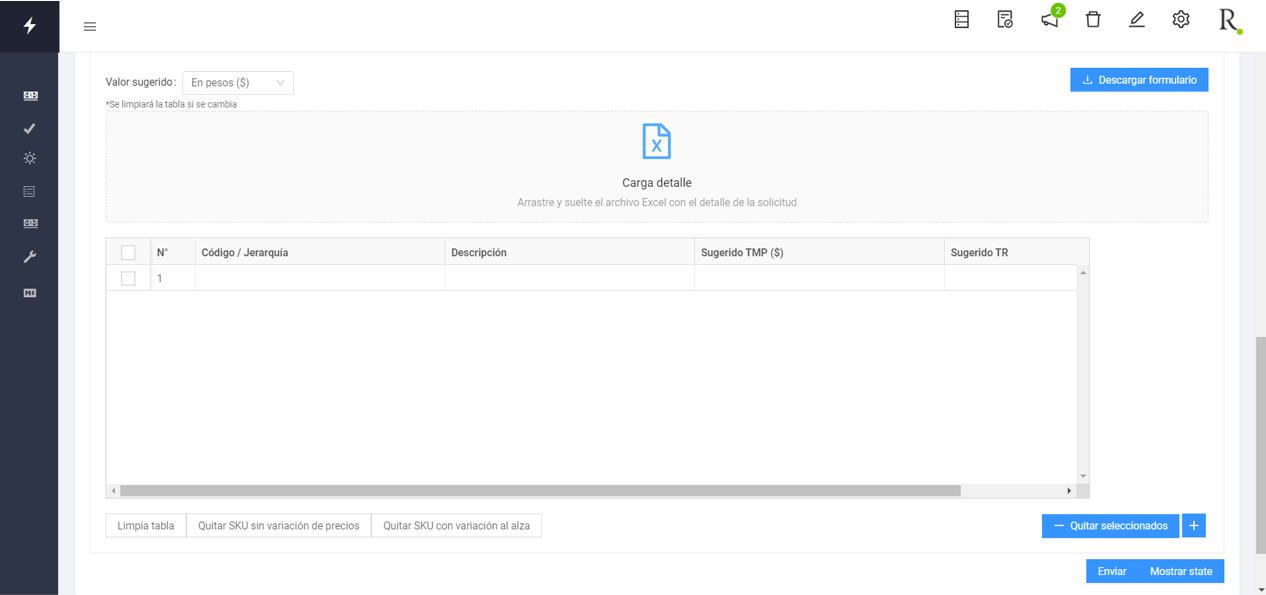 2
R
Valor sugerido: En pesos ($)
Descargar formulario
*Se limpiará la tabla si se cambia
X
Carga detalle
Arrastre y suelte el archivo Excel con el detalle de la solicitud
N° Código / Jerarquía Descripción Sugerido TMP ($) Sugerido TR
1
Limpia tabla Quitar SKU sin variación de precios Quitar SKU con variación al alza
Quitar seleccionados
Enviar Mostrar state